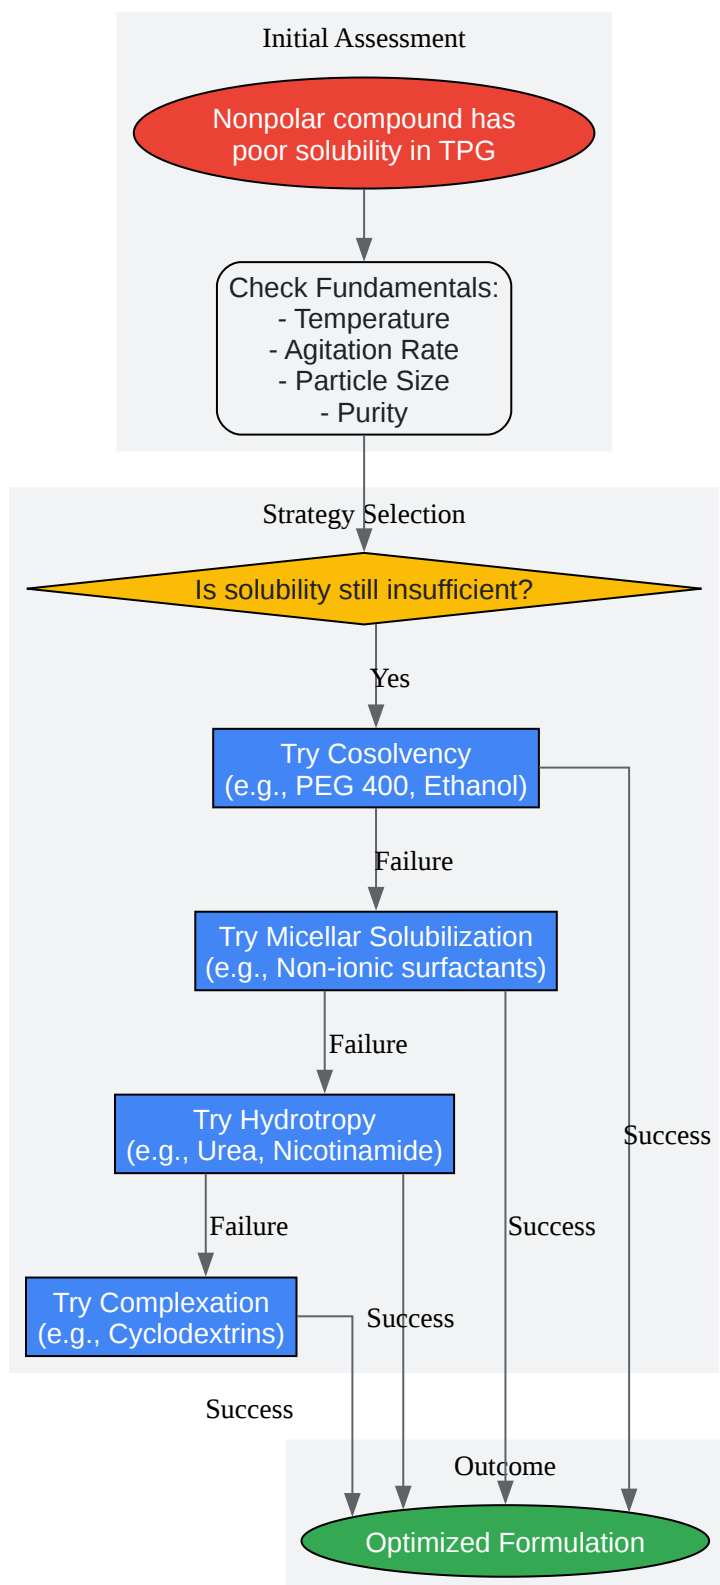 Initial Assessment
Nonpolar compound has
poor solubility in TPG
Check Fundamentals:
- Temperature
- Agitation Rate
- Particle Size
- Purity
Strategy Selection
Is solubility still insufficient?
Yes
Try Cosolvency
(e.g., PEG 400, Ethanol)
Failure
Try Micellar Solubilization
(e.g., Non-ionic surfactants)
Failure
Try Hydrotropy
(e.g., Urea, Nicotinamide)
Success
Failure
Success
Try Complexation
(e.g., Cyclodextrins)
Success
Success
Outcome
Optimized Formulation